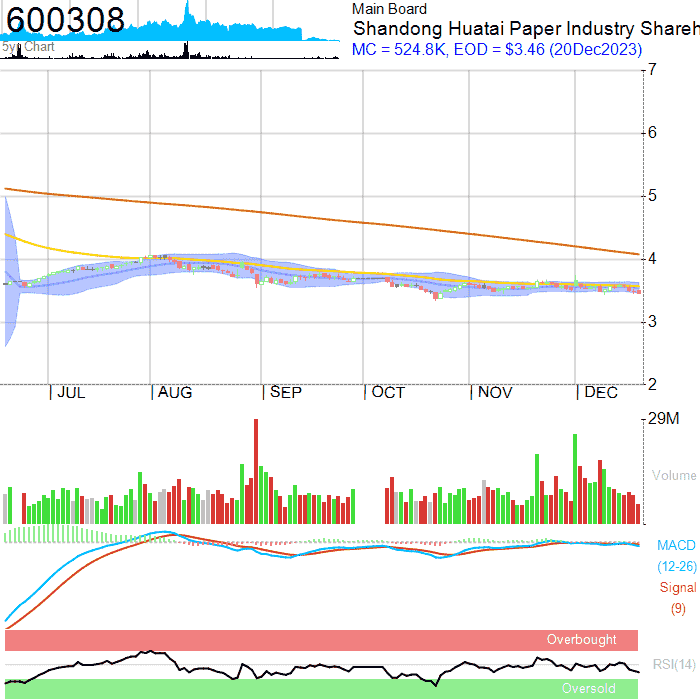 600308
5yr Chart
Main Board
Shandong Huatai Paper Industry Shareh
MC = 524.8K, EOD = $3.46 (20Dec2023)
7
6
5
4
3
2
JUL
AUG
SEP
OCT
NOV
DEC
29M
Volume
MACD
(12-26)
Signal
(9)
Overbought
RSI(14)
Oversold